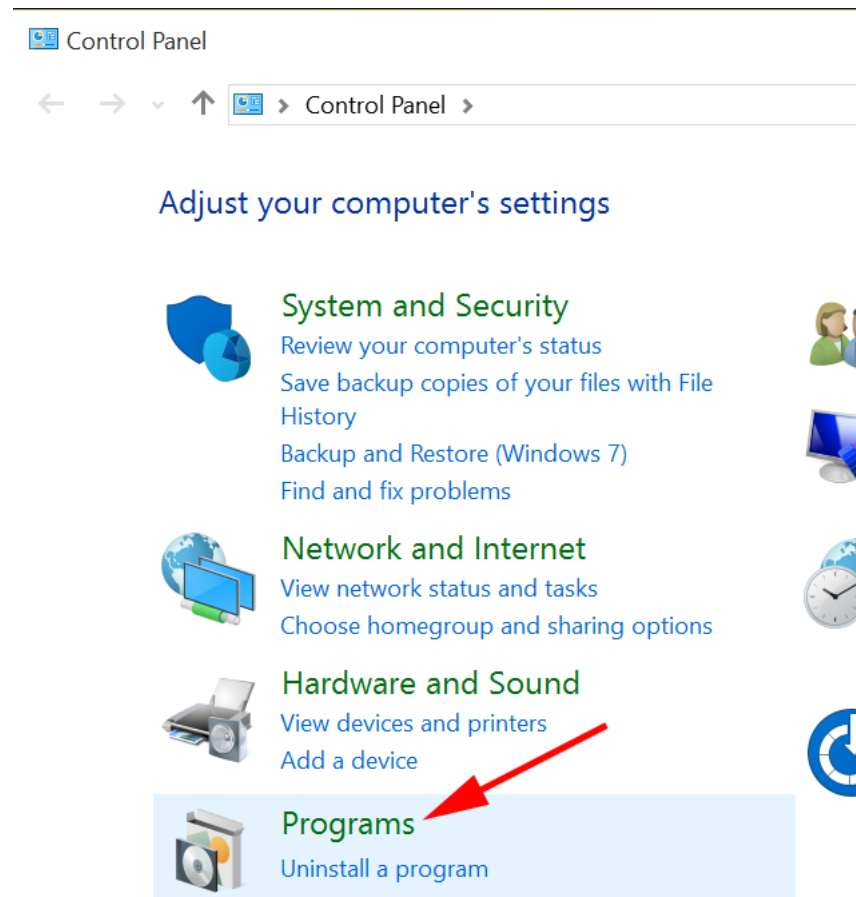 Control Panel
Control Panel
Adjust your computer's settings
System and Security
Review your computer's status
Save backup copies of your files with File
History
Backup and Restore (Windows 7)
Find and fix problems
Network and Internet
View network status and tasks
Choose homegroup and sharing options
Hardware and Sound
View devices and printers
Add a device
Programs
Uninstall a program